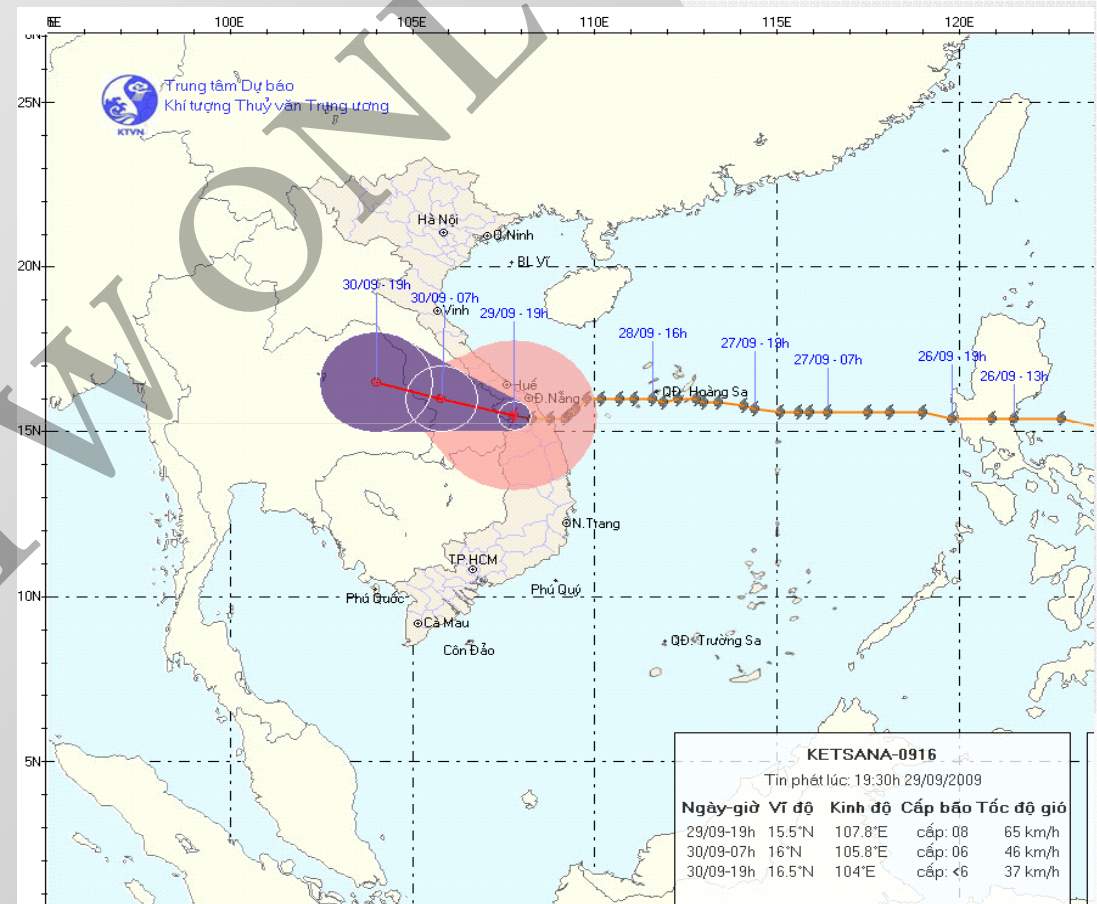 6E 100E 105E 110E 115E 120E
Trung tâm Dự báo
Khí tượng Thuỷ văn Trung ương
KTVN
25N
Hà Nội
Q.Ninh
BL Vĩ
20N
30/09 - 19h
30/09 - 07h
Vinh
29/09 - 19h
28/09 - 16h
27/09 - 19h
27/09 - 07h
26/09 - 19h
26/09 - 13h
Huế
Đ.Nẵng
QĐ. Hoàng Sa
15N
N.Trang
TP.HCM
10N
Phú Quốc
Phú Quý
Cà Mau
Côn Đảo
QĐ. Trường Sa
5N
KETSANA-0916
Tin phát lúc: 19:30h 29/09/2009
Ngày-giờ Vĩ độ Kinh độ Cấp bão Tốc độ gió
29/09-19h 15.5°N 107.8°E cấp: 08 65 km/h
30/09-07h 16°N 105.8°E cấp: 06 46 km/h
30/09-19h 16.5°N 104°E cấp: <6 37 km/h